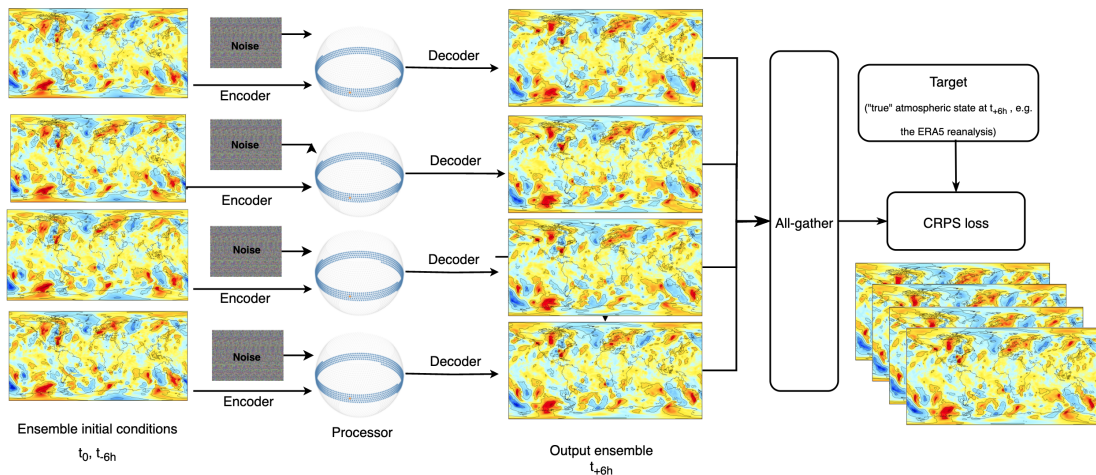 Noise
Encoder
Decoder
Noise
Encoder
Decoder
Noise
Encoder
Decoder
Noise
Encoder
Decoder
Ensemble initial conditions
t0, t-6h
Processor
Output ensemble
t+6h
All-gather
Target
("true" atmospheric state at t+6h , e.g.
the ERA5 reanalysis)
CRPS loss